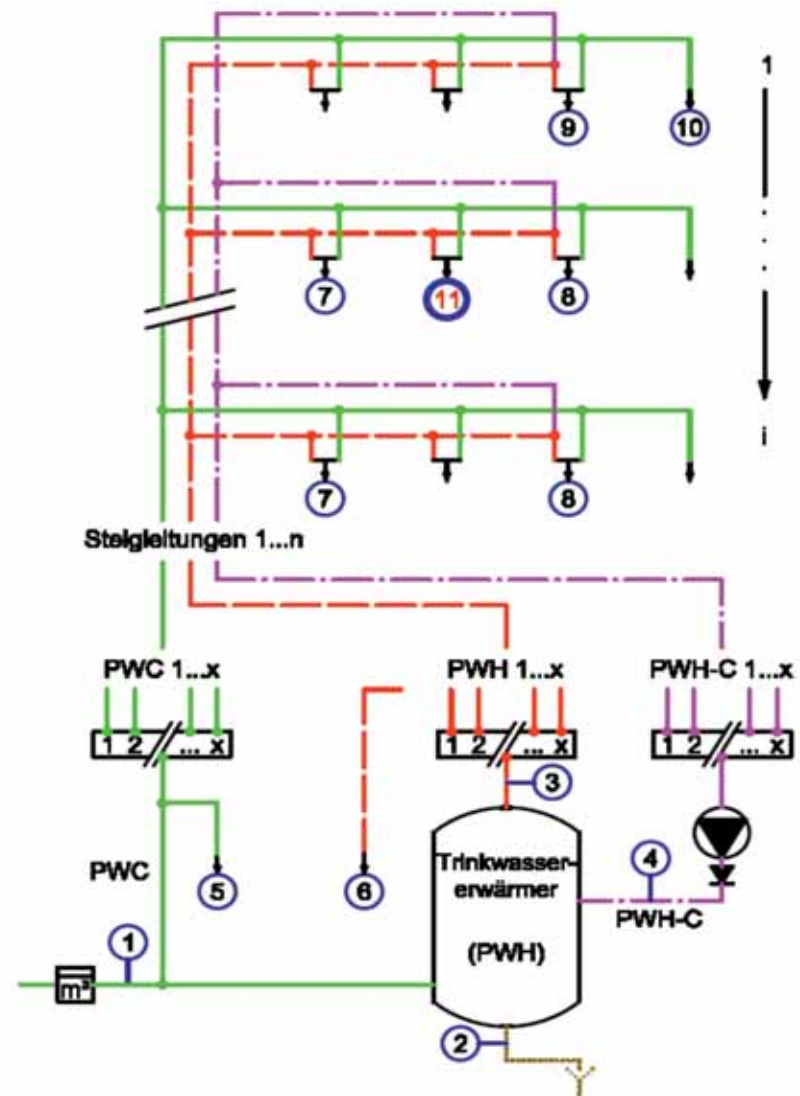 1
9
10
7
11
8
i
7
8
Steigleitungen 1...n
PWC 1...x
PWH 1...x
PWH-C 1...x
1 2 ... x
1 2 ... x
1 2 ... x
3
Trinkwasser-
erwärmer
4
PWC
5
6
PWH-C
1
(PWH)
m³
2